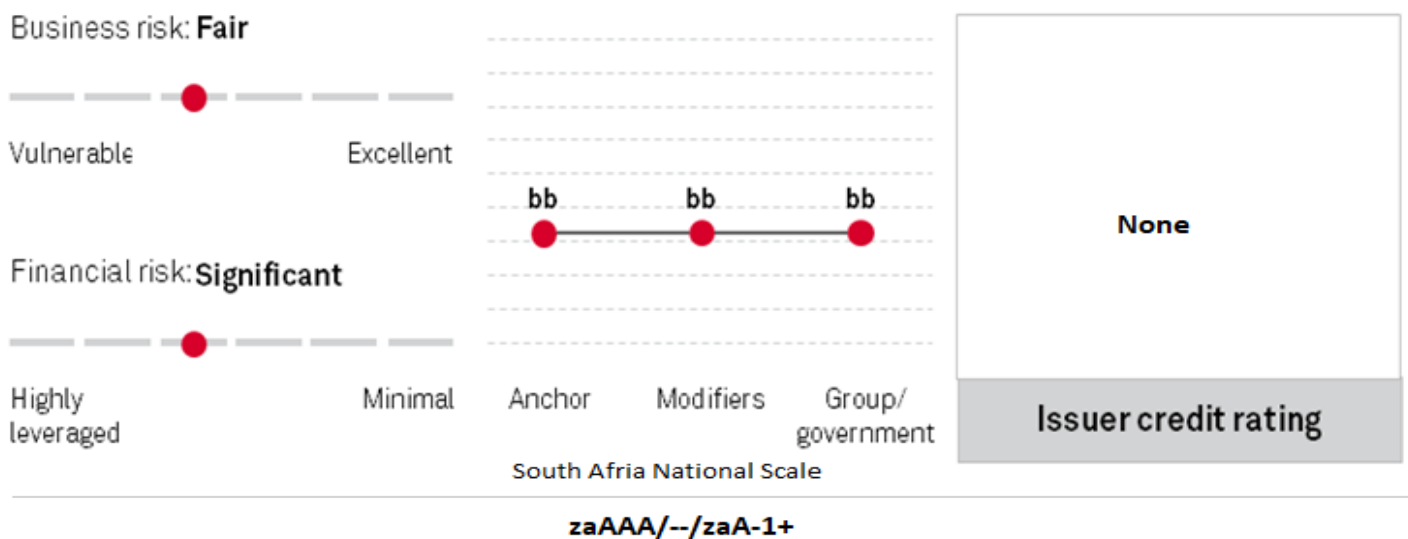 Business risk: Fair
Vulnerable Excellent
Financial risk: Significant
Highly leveraged
Minimal
bb bb bb
Anchor Modifiers Group/
government
None
Issuer credit rating
South Afria National Scale
zaAAA/--/zaA-1+